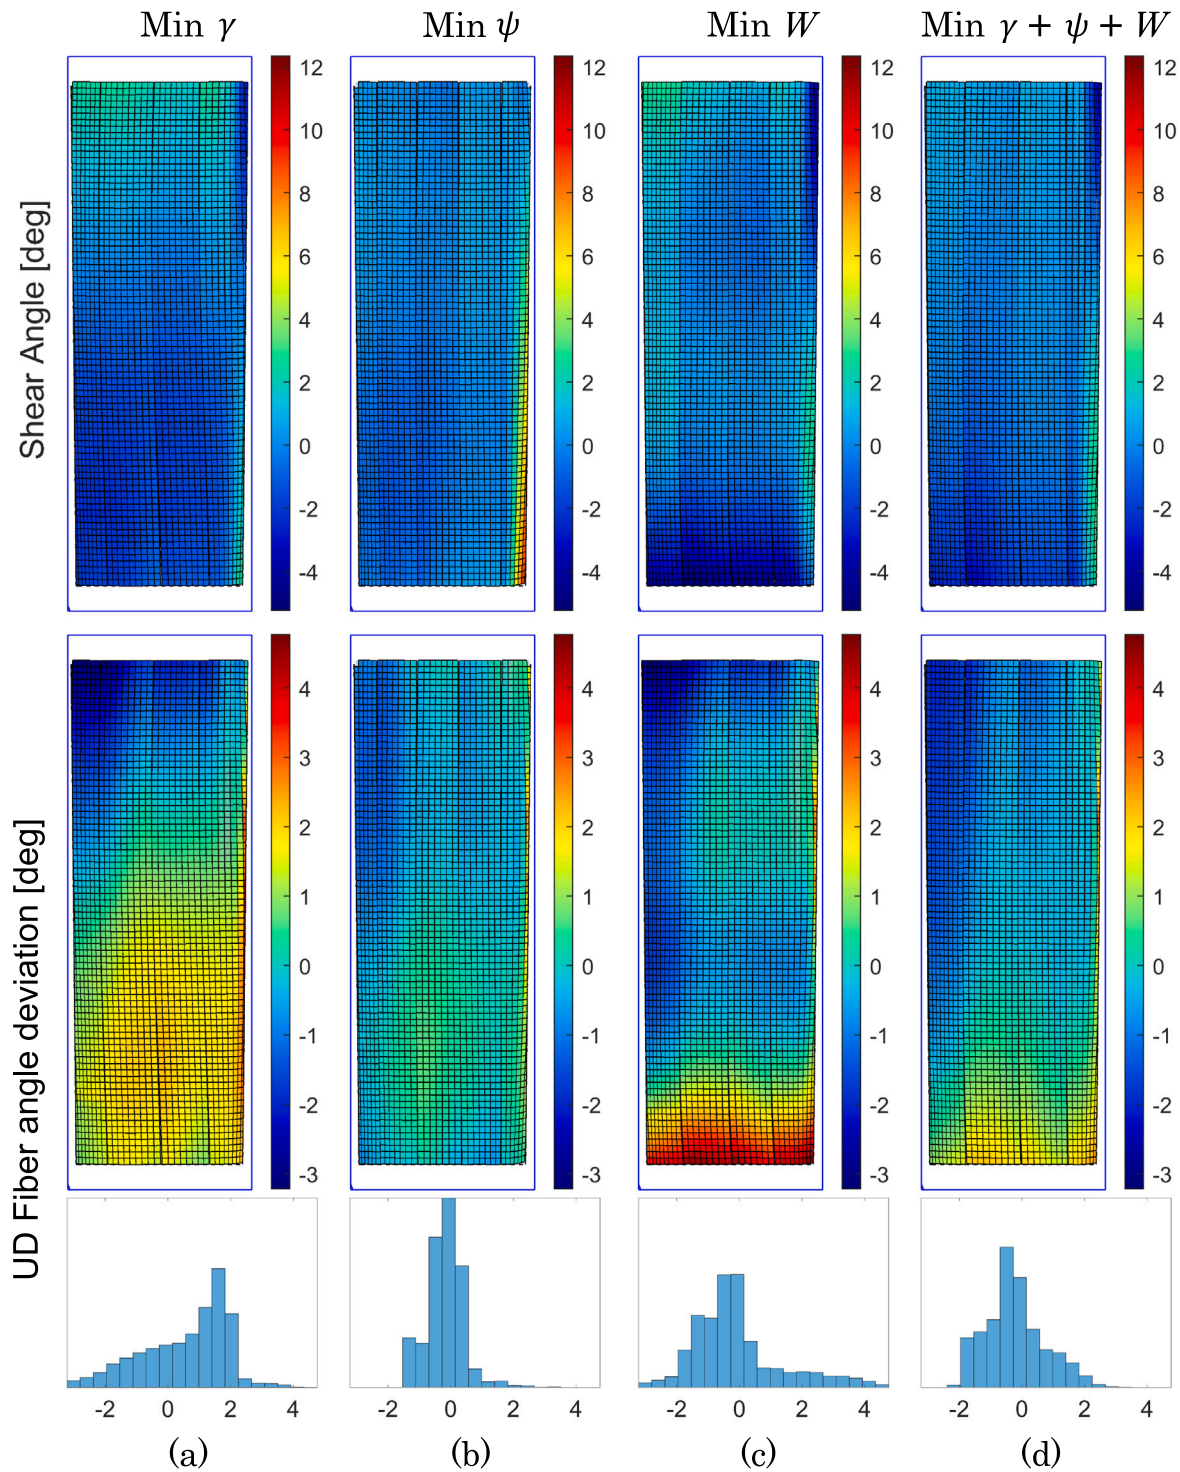 Min γ Min ψ Min W Min γ + ψ + W
Shear Angle [deg]
12 12 12 12
10 10 10 10
8 8 8 8
6 6 6 6
4 4 4 4
2 2 2 2
0 0 0 0
-2 -2 -2 -2
-4 -4 -4 -4
UD Fiber angle deviation [deg]
4 4 4 4
3 3 3 3
2 2 2 2
1 1 1 1
0 0 0 0
-1 -1 -1 -1
-2 -2 -2 -2
-3 -3 -3 -3
-2 0 2 4 -2 0 2 4 -2 0 2 4 -2 0 2 4
(a) (b) (c) (d)